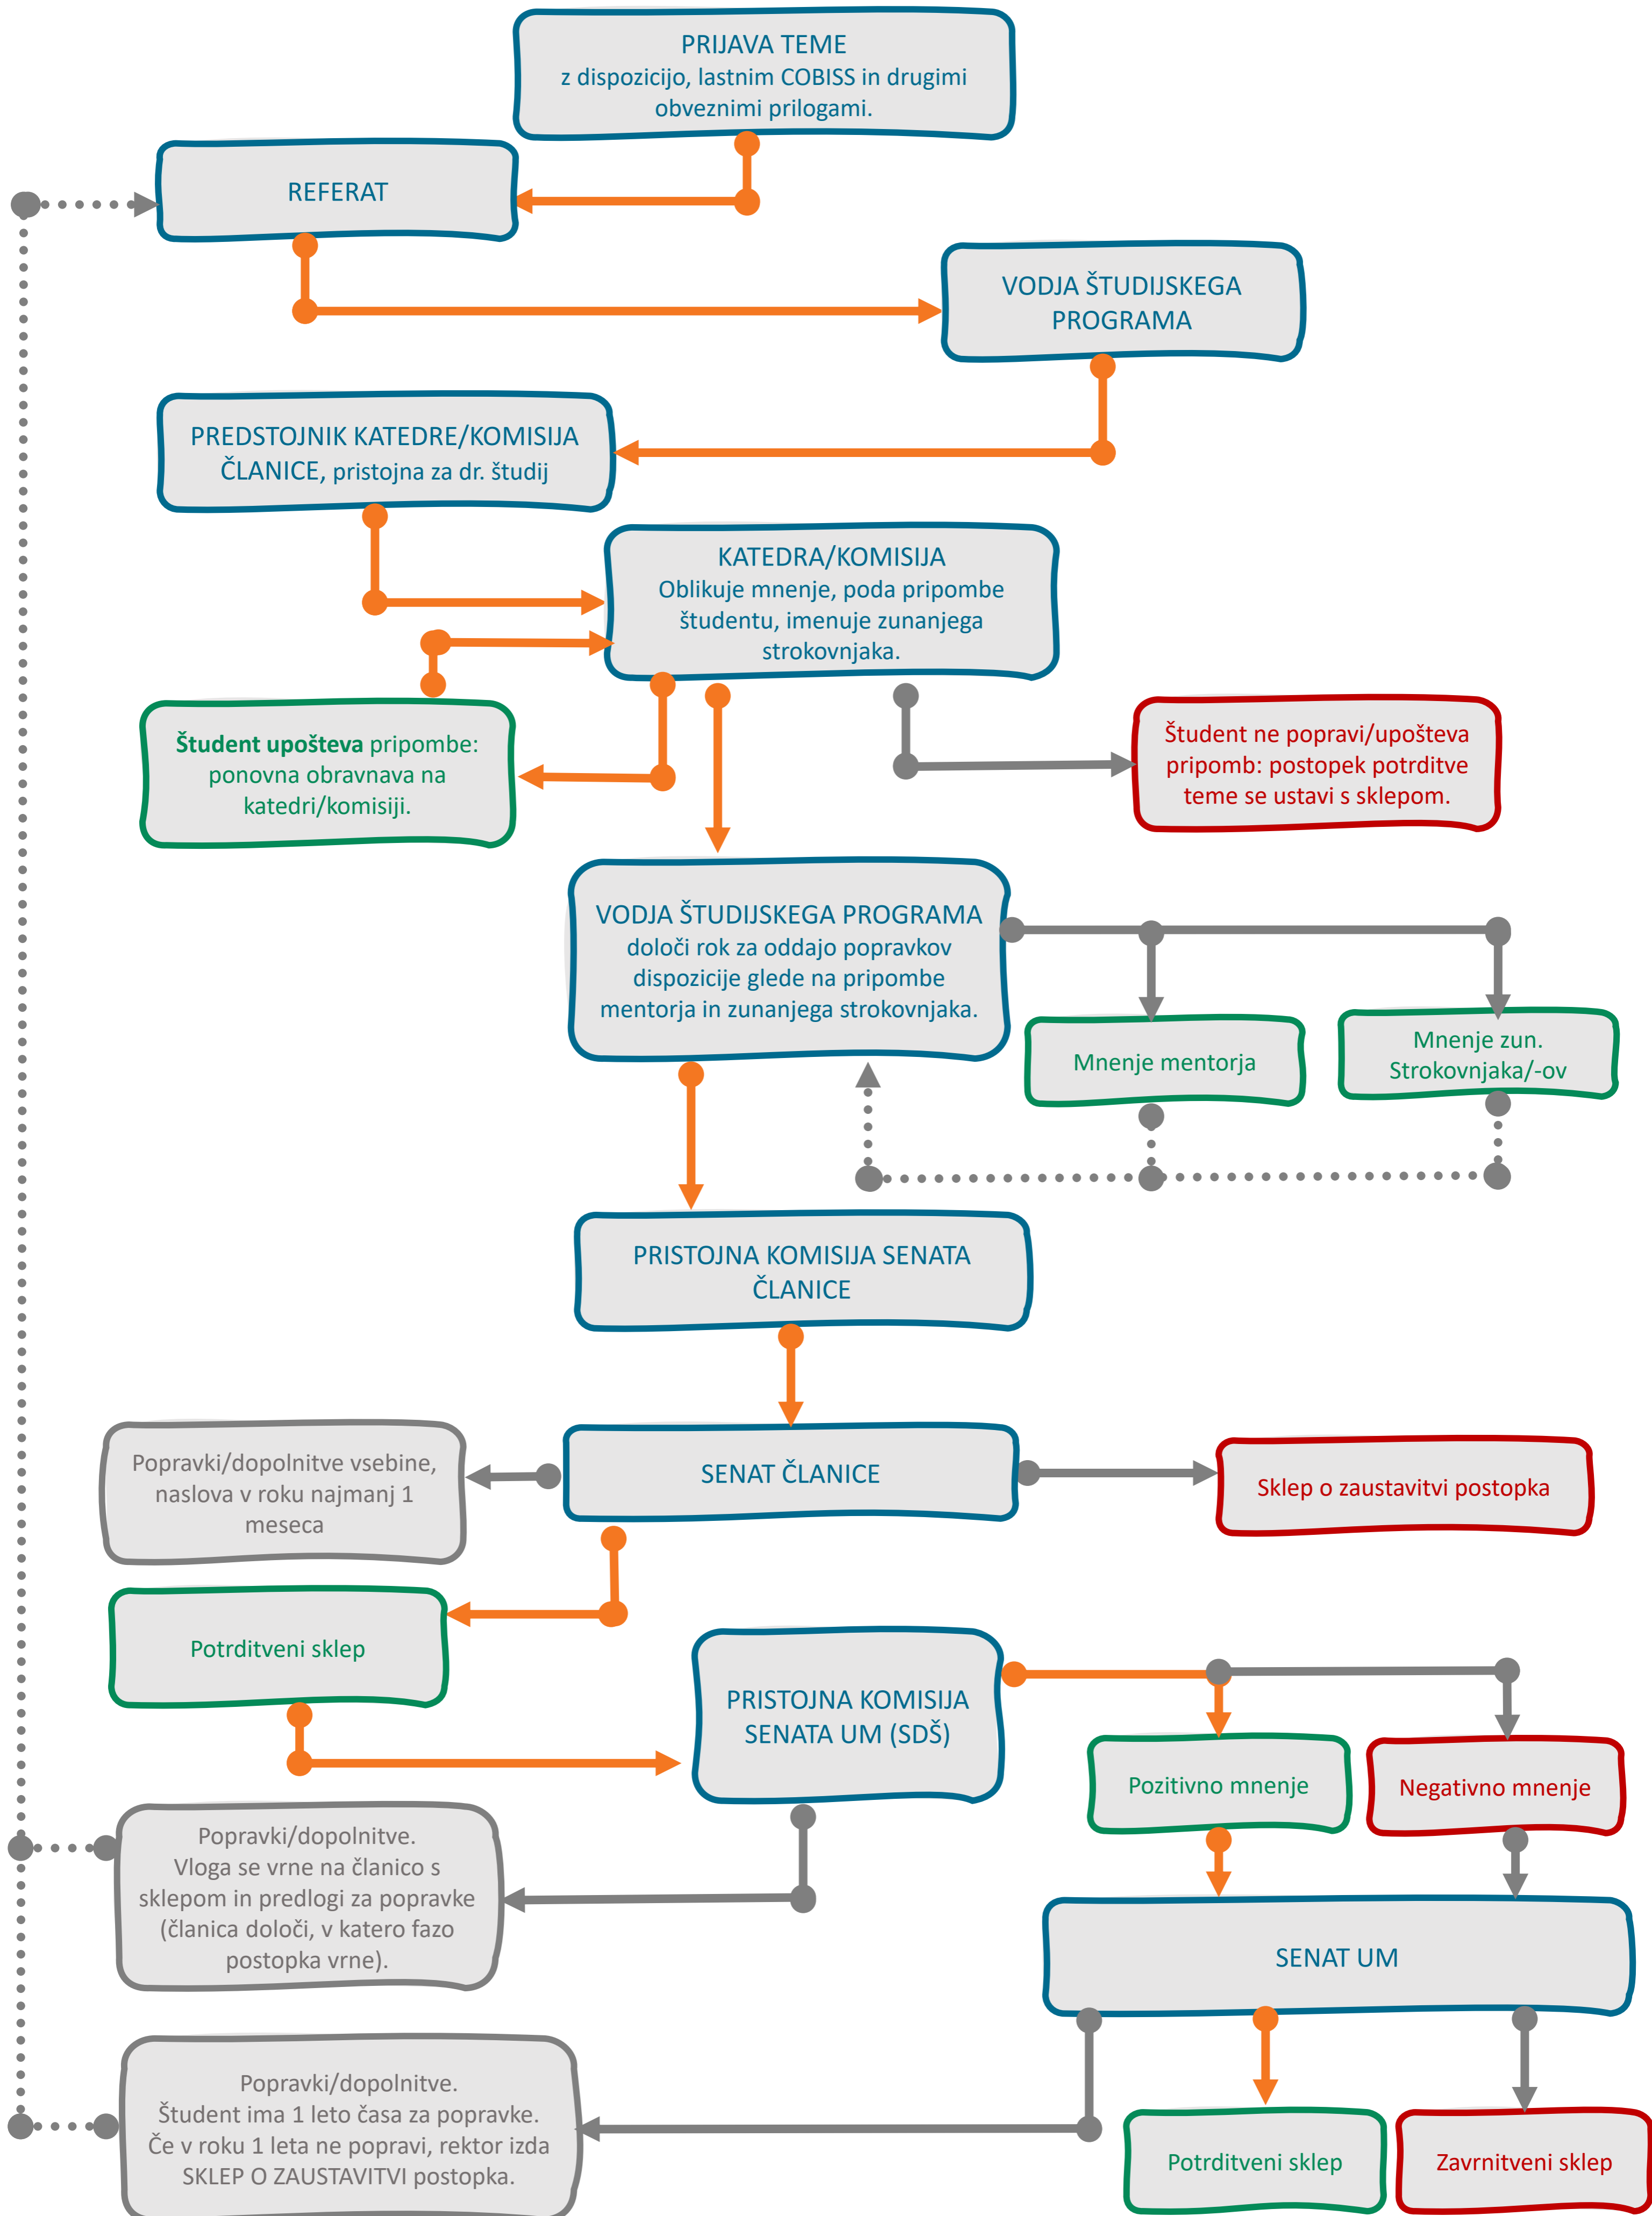 PRIJAVA TEME
z dispozicijo, lastnim COBISS in drugimi
obveznimi prilogami.
REFERAT
VODJA ŠTUDIJSKEGA
PROGRAMA
PREDSTOJNIK KATEDRE/KOMISIJA
ČLANICE, pristojna za dr. študij
KATEDRA/KOMISIJA
Oblikuje mnenje, poda pripombe
študentu, imenuje zunanjega
strokovnjaka.
Študent upošteva pripombe:
ponovna obravnava na
katedri/komisiji.
Študent ne popravi/upošteva
pripomb: postopek potrditve
teme se ustavi s sklepom.
VODJA ŠTUDIJSKEGA PROGRAMA
določi rok za oddajo popravkov
dispozicije glede na pripombe
mentorja in zunanjega strokovnjaka.
Mnenje mentorja
Mnenje zun.
Strokovnjaka/-ov
PRISTOJNA KOMISIJA SENATA
ČLANICE
Popravki/dopolnitve vsebine,
naslova v roku najmanj 1
meseca
SENAT ČLANICE
Sklep o zaustavitvi postopka
Potrditveni sklep
PRISTOJNA KOMISIJA
SENATA UM (SDŠ)
Pozitivno mnenje
Negativno mnenje
Popravki/dopolnitve.
Vloga se vrne na članico s
sklepom in predlogi za popravke
(članica določi, v katero fazo
postopka vrne).
SENAT UM
Popravki/dopolnitve.
Študent ima 1 leto časa za popravke.
Če v roku 1 leta ne popravi, rektor izda
SKLEP O ZAUSTAVITVI postopka.
Potrditveni sklep
Zavrnitveni sklep